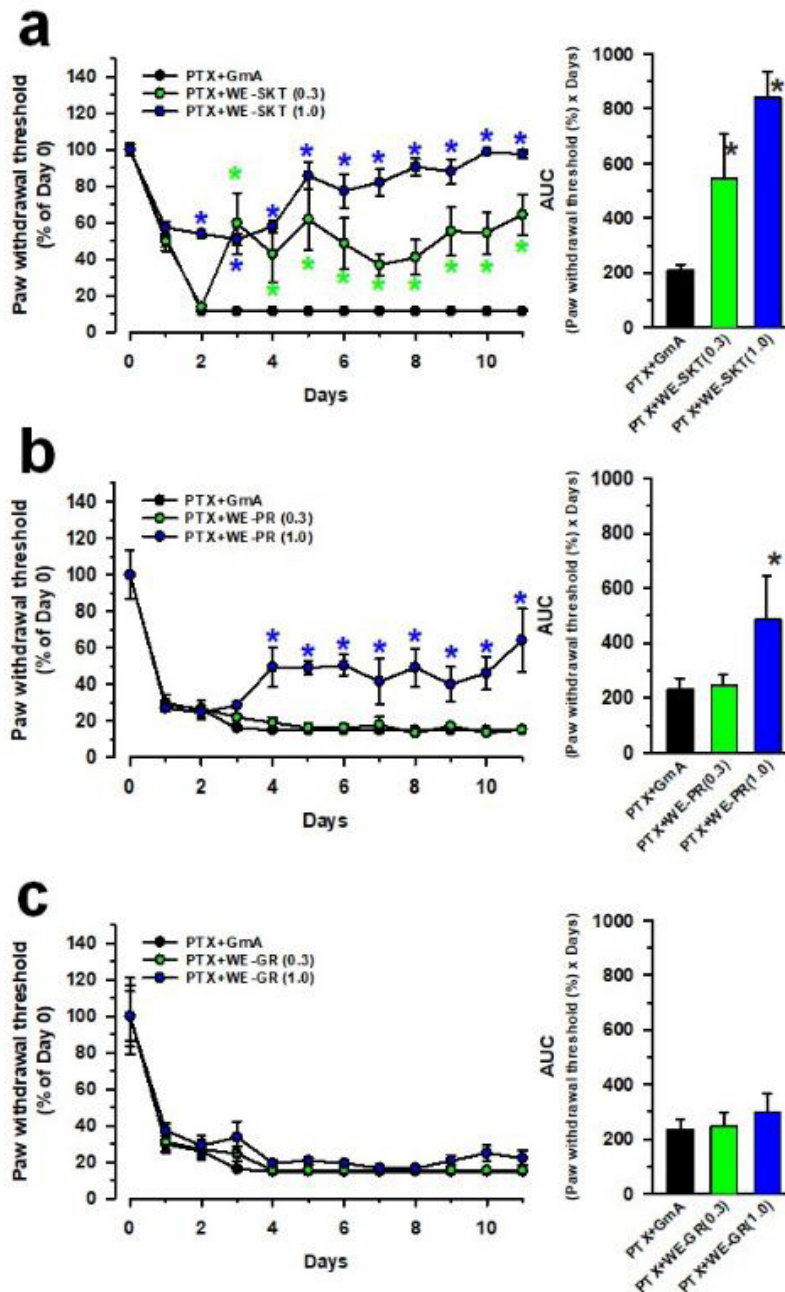 a
Paw withdrawal threshold
(% of Day 0)
140
120
100
80
60
40
20
0
PTX+GmA
PTX+WE-SKT (0.3)
PTX+WE-SKT (1.0)
* * * * * * * * *
* * * * * * * * *
0 2 4 6 8 10
Days
AUC
(Paw withdrawal threshold (%) x Days)
1000
800
600
400
200
0
* *
PTX+GmA
PTX+WE-SKT(0.3)
PTX+WE-SKT(1.0)
b
Paw withdrawal threshold
(% of Day 0)
140
120
100
80
60
40
20
0
PTX+GmA
PTX+WE-PR (0.3)
PTX+WE-PR (1.0)
* * * * * * * *
0 2 4 6 8 10
Days
AUC
(Paw withdrawal threshold (%) x Days)
1000
800
600
400
200
0
*
PTX+GmA
PTX+WE-PR(0.3)
PTX+WE-PR(1.0)
c
Paw withdrawal threshold
(% of Day 0)
140
120
100
80
60
40
20
0
PTX+GmA
PTX+WE-GR (0.3)
PTX+WE-GR (1.0)
0 2 4 6 8 10
Days
AUC
(Paw withdrawal threshold (%) x Days)
1000
800
600
400
200
0
PTX+GmA
PTX+WE-GR(0.3)
PTX+WE-GR(1.0)